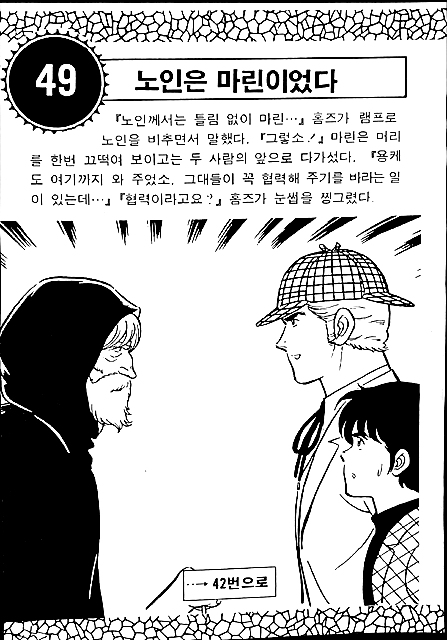 49
노인은 마린이었다
『노인께서는 틀림 없이 마린…』 홈즈가 램프로
노인을 비추면서 말했다. 『그렇소!』 마린은 머리
를 한번 끄떡여 보이고는 두 사람의 앞으로 다가섰다. 『용케
도 여기까지 와 주었소. 그대들이 꼭 협력해 주기를 바라는 일
이 있는데…』 『협력이라고요?』 홈즈가 눈썹을 찡그렸다.
…→ 42번으로